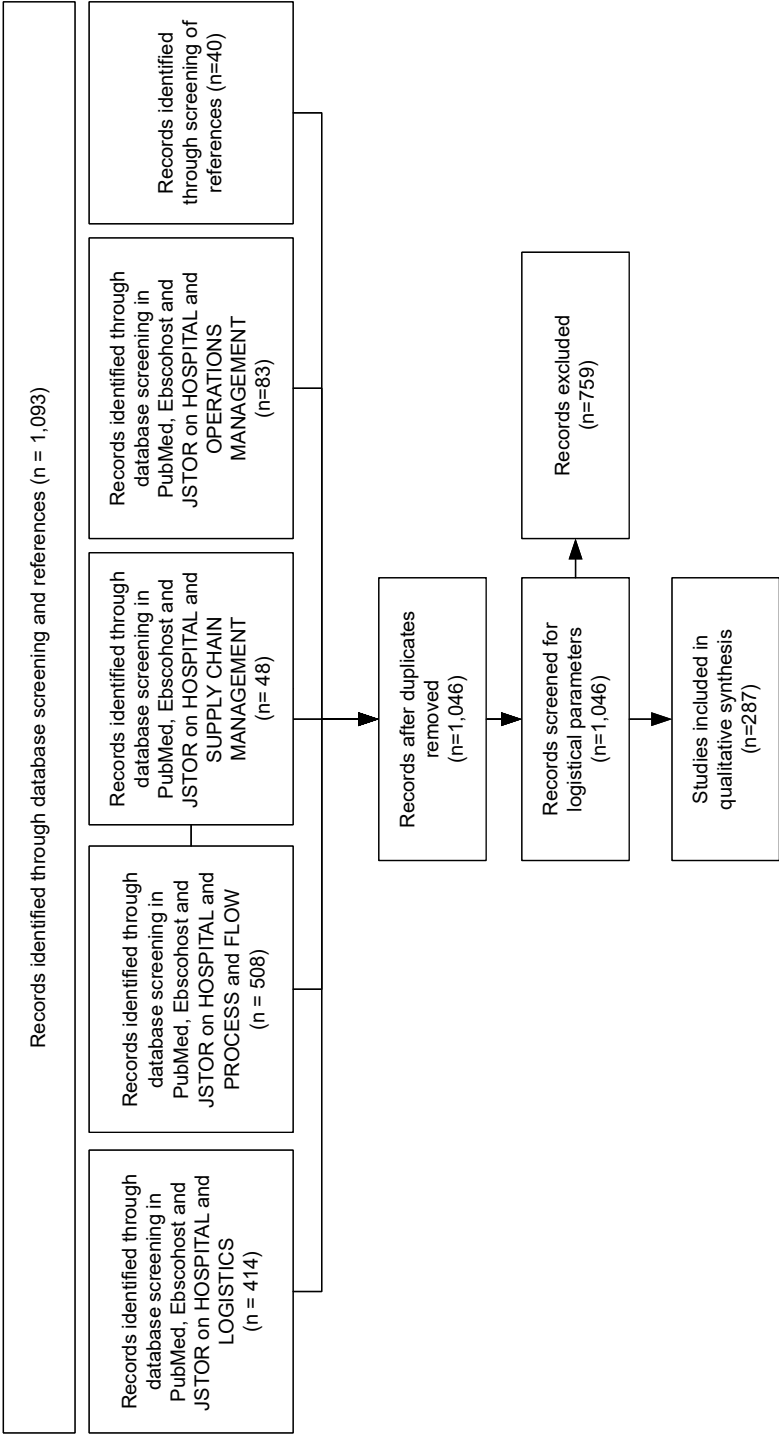 Records identified through database screening and references (n = 1,093)
Records identified through
database screening in
PubMed, Ebscohost and
JSTOR on HOSPITAL and
LOGISTICS
(n = 414)
Records identified through
database screening in
PubMed, Ebscohost and
JSTOR on HOSPITAL and
PROCESS and FLOW
(n = 508)
Records identified through
database screening in
PubMed, Ebscohost and
JSTOR on HOSPITAL and
SUPPLY CHAIN
MANAGEMENT
(n= 48)
Records identified through
database screening in
PubMed, Ebscohost and
JSTOR on HOSPITAL and
OPERATIONS
MANAGEMENT
(n=83)
Records identified
through screening of
references (n=40)
Records after duplicates
removed
(n=1,046)
Records screened for
logistical parameters
(n=1,046)
Records excluded
(n=759)
Studies included in
qualitative synthesis
(n=287)